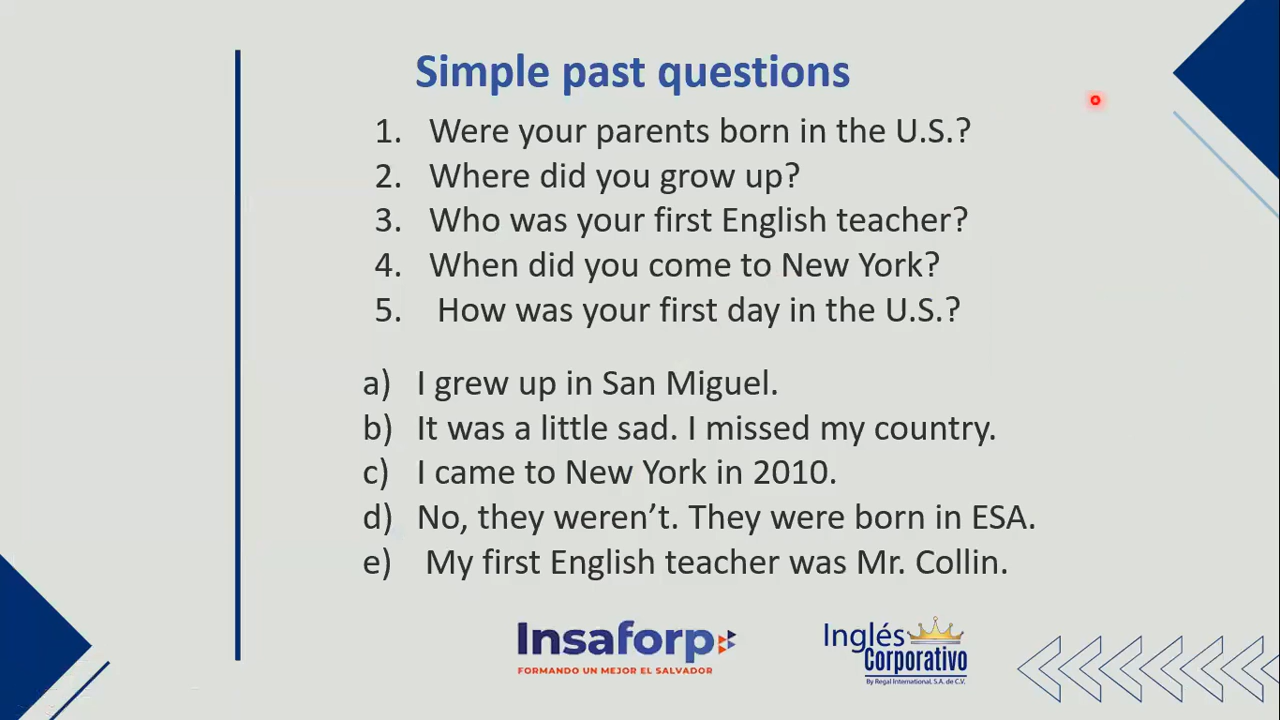 Simple past questions
1. Were your parents born in the U.S.?
2. Where did you grow up?
3. Who was your first English teacher?
4. When did you come to New York?
5. How was your first day in the U.S.?
a) I grew up in San Miguel.
b) It was a little sad. I missed my country.
c) I came to New York in 2010.
d) No, they weren’t. They were born in ESA.
e) My first English teacher was Mr. Collin.
Insaforp
FORMANDO UN MEJOR EL SALVADOR
Inglés
Corporativo
By Regal International, S.A. de C.V.